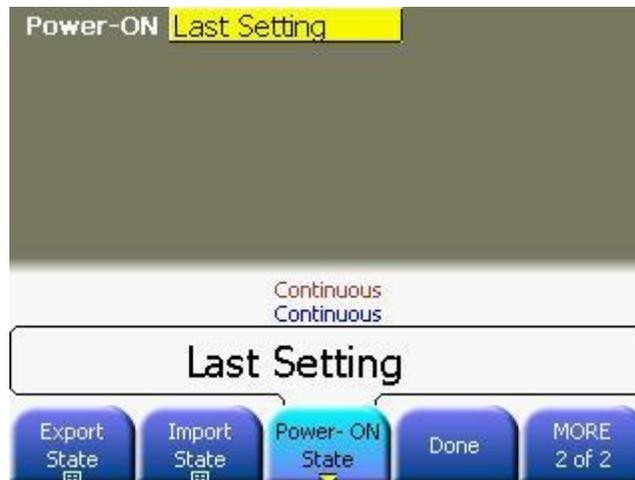 Power-ON Last Setting
Continuous
Continuous
Last Setting
Export Import Power- ON Done MORE
State State State 2 of 2